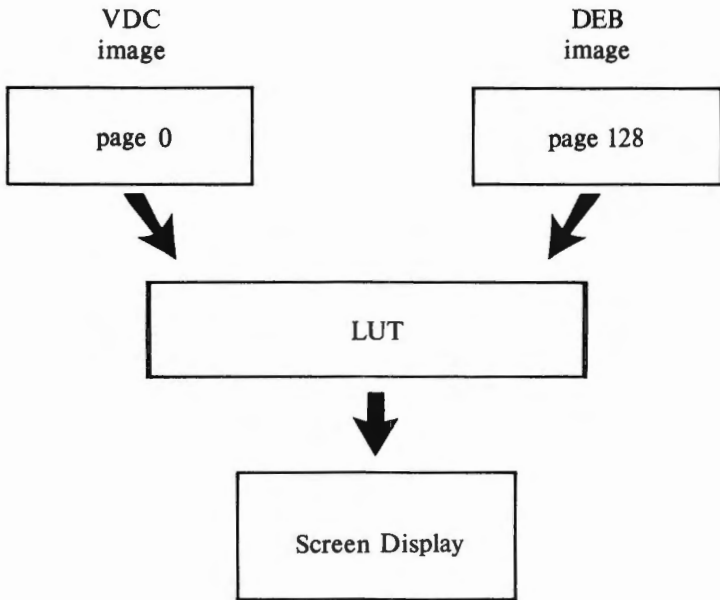 VDC
image
DEB
image
page 0
page 128
LUT
Screen Display